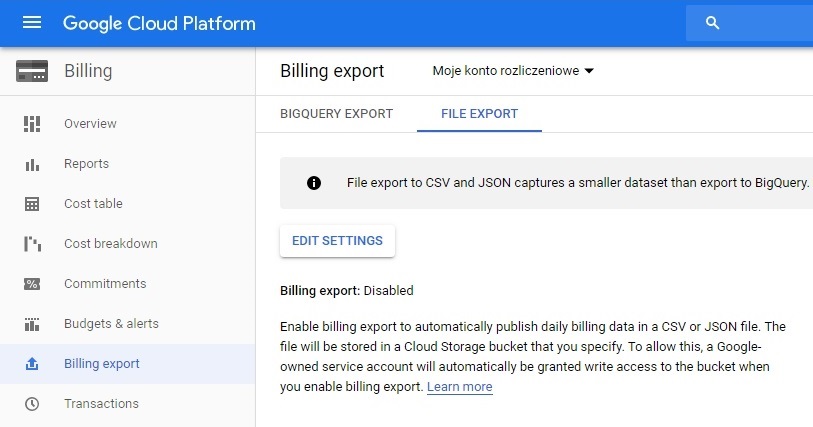 Google Cloud Platform
Billing
Billing export
Moje konto rozliczeniowe
BIGQUERY EXPORT
FILE EXPORT
Overview
Reports
Cost table
Cost breakdown
Commitments
Budgets & alerts
Billing export
Transactions
File export to CSV and JSON captures a smaller dataset than export to BigQuery.
EDIT SETTINGS
Billing export: Disabled
Enable billing export to automatically publish daily billing data in a CSV or JSON file. The
file will be stored in a Cloud Storage bucket that you specify. To allow this, a Google-
owned service account will automatically be granted write access to the bucket when
you enable billing export. Learn more